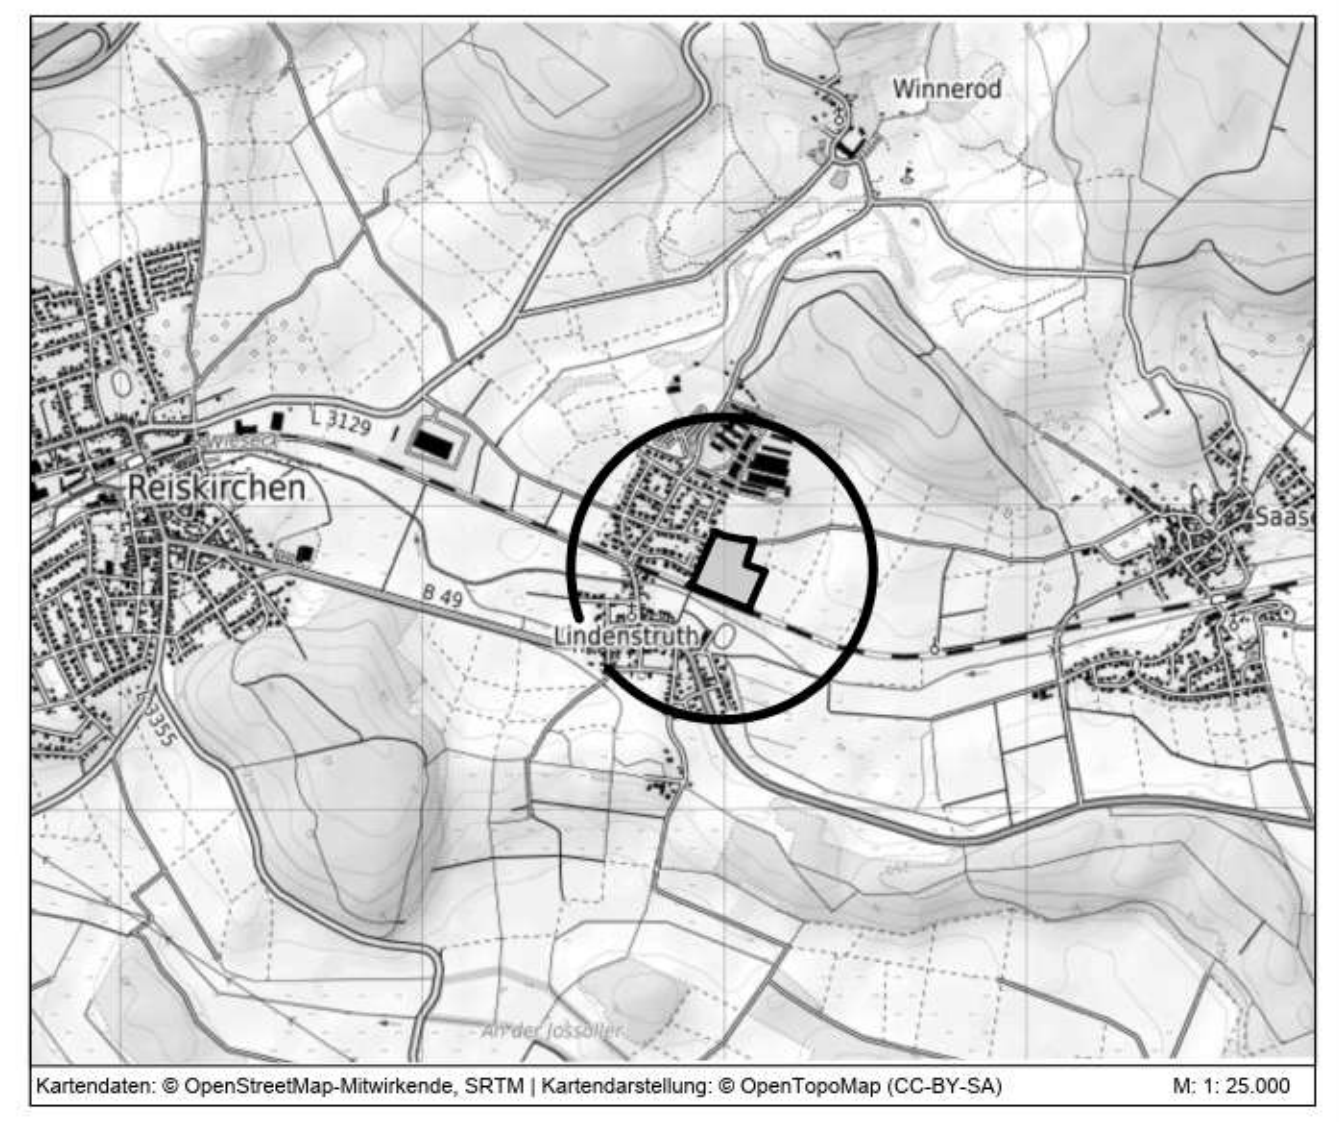 Winnerod
L 3129
Wieseck
Reiskirchen
Saase
B 49
Lindenstruth
3355
An der Jossoller
Kartendaten: © OpenStreetMap-Mitwirkende, SRTM | Kartendarstellung: © OpenTopoMap (CC-BY-SA)
M: 1: 25.000